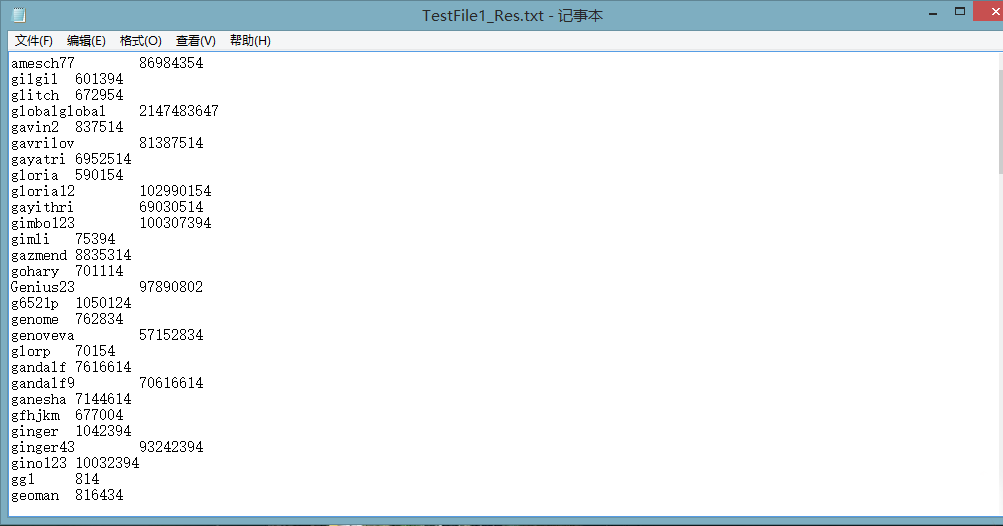 TestFile1_Res.txt - 记事本
文件(F) 编辑(E) 格式(O) 查看(V) 帮助(H)
amesch77 86984354
gilgil 601394
glitch 672954
globalglobal 2147483647
gavin2 837514
gavrilov 81387514
gayatri 6952514
gloria 590154
gloria12 102990154
gayithri 69030514
gimbo123 100307394
gimli 75394
gazmend 8835314
gohary 701114
Genius23 97890802
g6521p 1050124
genome 762834
genoveva 57152834
glorp 70154
gandalf 7616614
gandalf9 70616614
ganesha 7144614
gfhjkm 677004
ginger 1042394
ginger43 93242394
gino123 10032394
gg1 814
geoman 816434